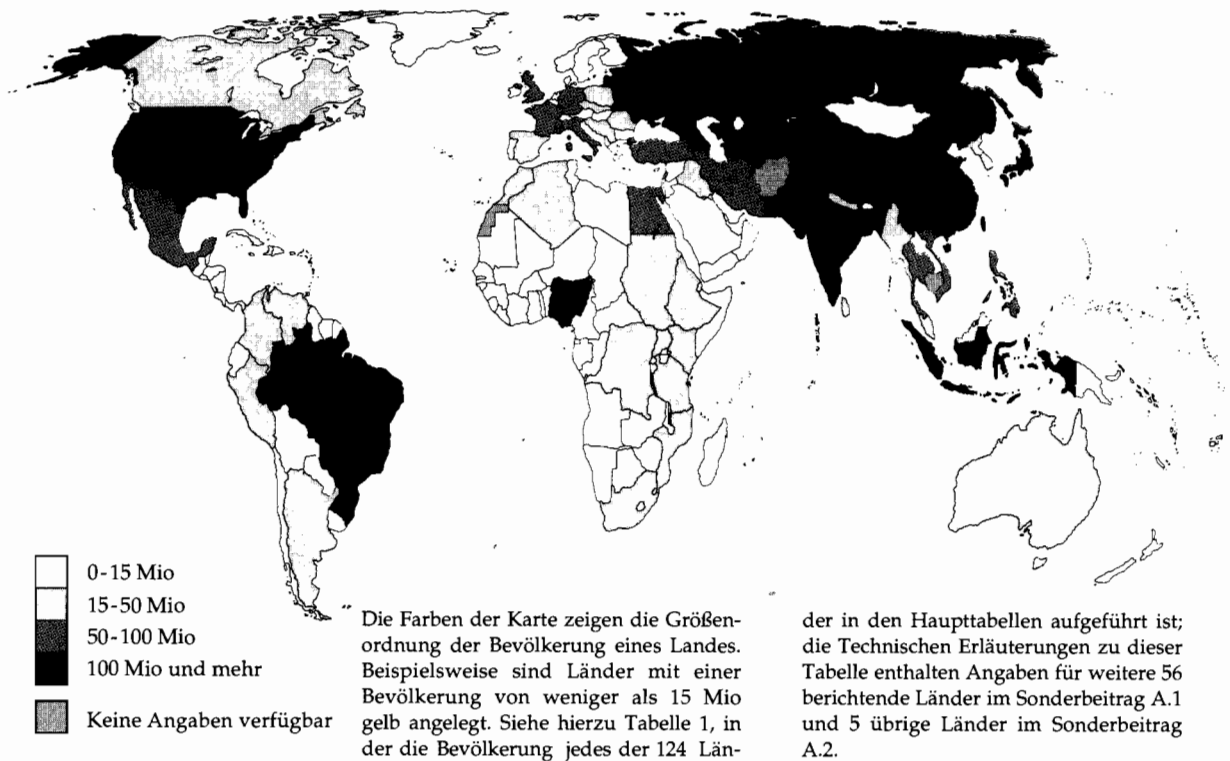 0-15 Mio
15-50 Mio
50-100 Mio
100 Mio und mehr
Keine Angaben verfügbar
Die Farben der Karte zeigen die Größen-
ordnung der Bevölkerung eines Landes.
Beispielsweise sind Länder mit einer
Bevölkerung von weniger als 15 Mio
gelb angelegt. Siehe hierzu Tabelle 1, in
der die Bevölkerung jedes der 124 Län-
der in den Haupttabellen aufgeführt ist;
die Technischen Erläuterungen zu dieser
Tabelle enthalten Angaben für weitere 56
berichtende Länder im Sonderbeitrag A.1
und 5 übrige Länder im Sonderbeitrag
A.2.